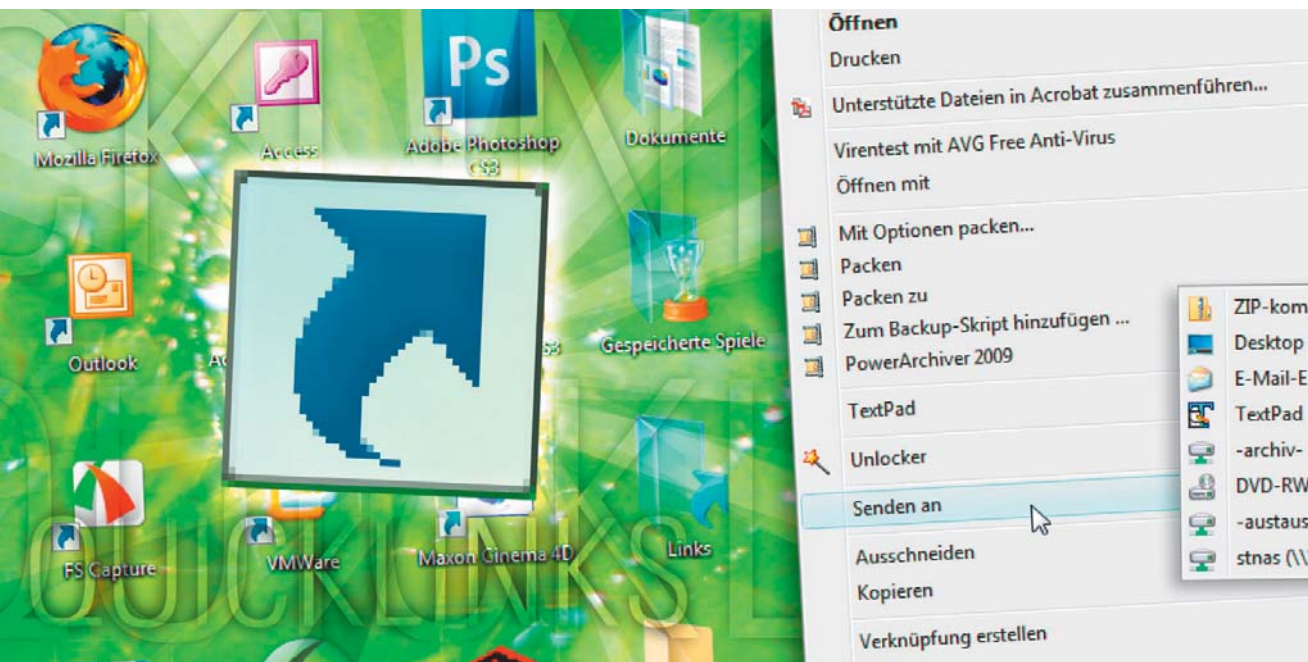 Mozilla Firefox
Access
Ps
Adobe Photoshop
CS3
Dokumente
Outlook
Gespeicherte Spiele
FS Capture
VMWare
Maxon Cinema 4D
Links
QUICKLINKS
Öffnen
Drucken
Unterstützte Dateien in Acrobat zusammenführen...
Virentest mit AVG Free Anti-Virus
Öffnen mit
Mit Optionen packen...
Packen
Packen zu
Zum Backup-Skript hinzufügen ...
PowerArchiver 2009
TextPad
Unlocker
Senden an
Ausschneiden
Kopieren
Verknüpfung erstellen
ZIP-kom
Desktop
E-Mail-E
TextPad
-archiv-
DVD-RW
-austaus
stnas (\\